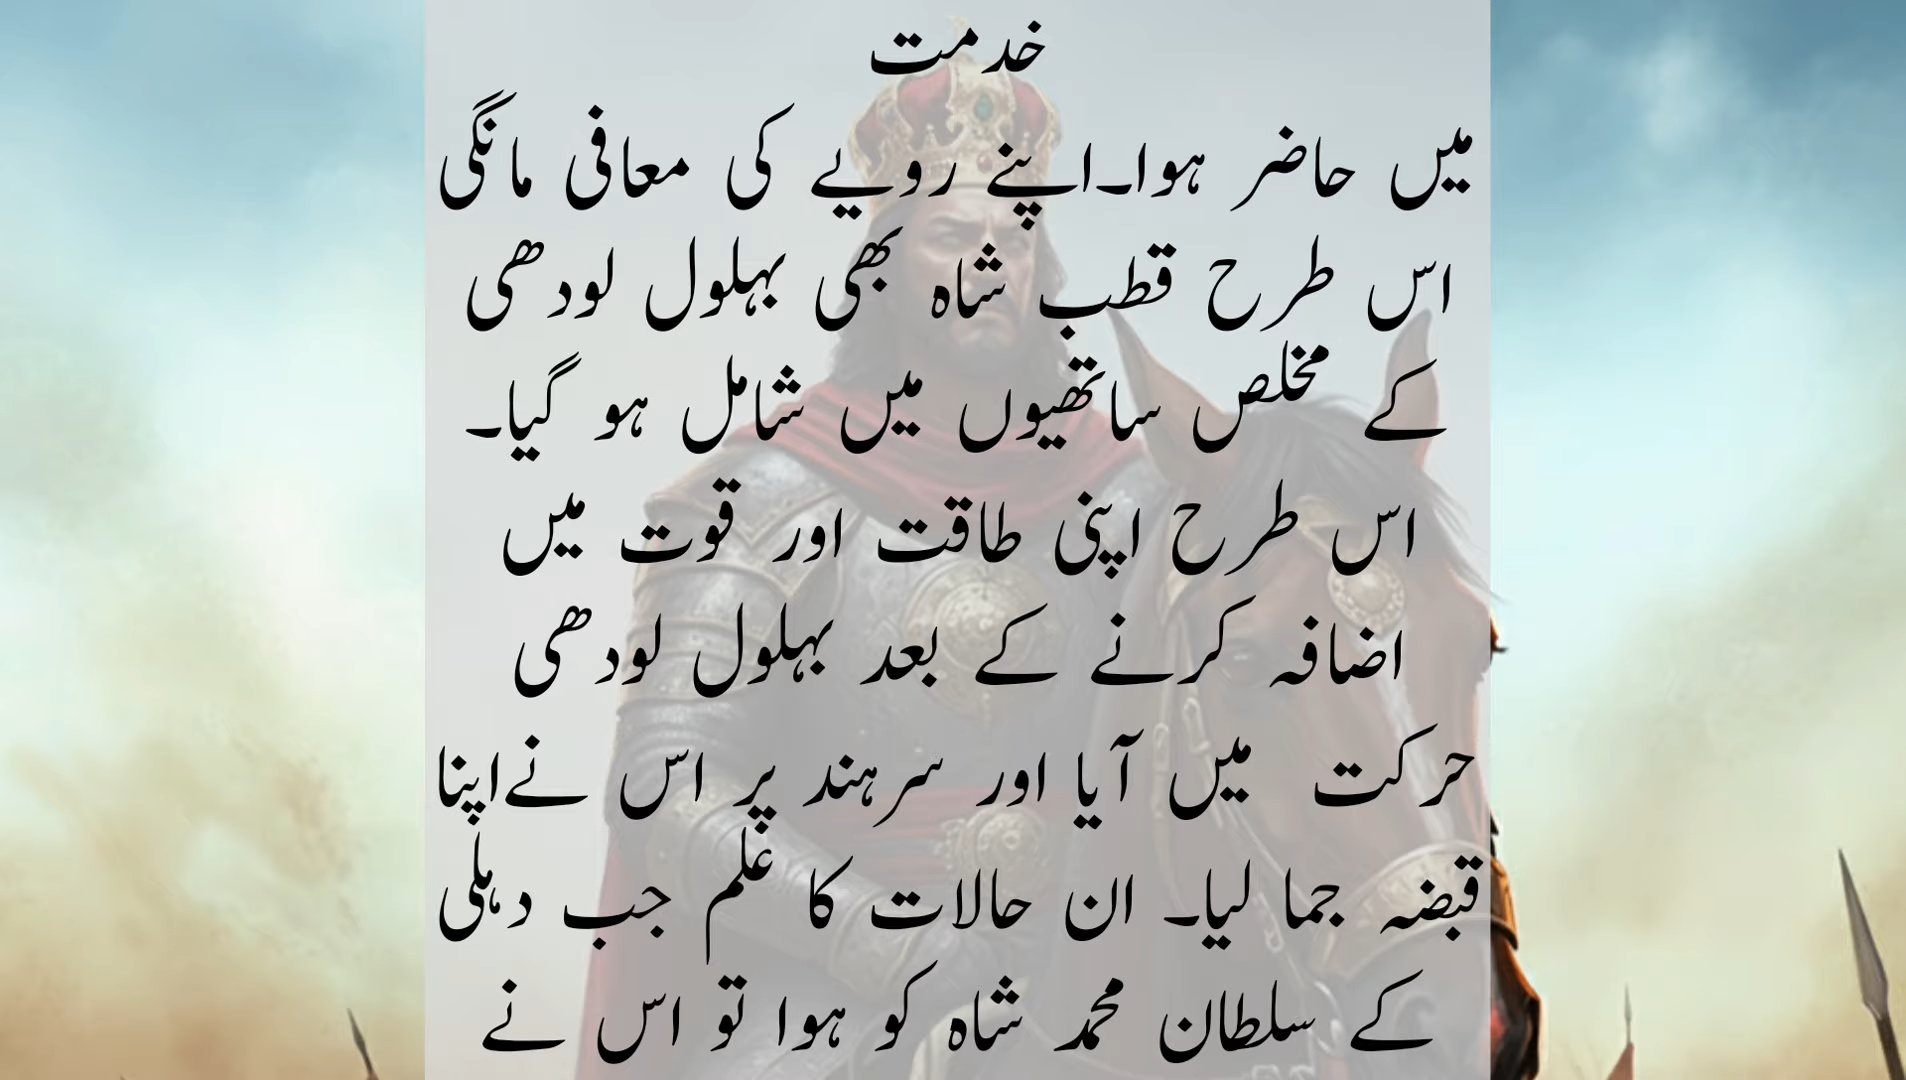 خدمت
میں حاضر ہوا۔اپنے رویے کی معافی مانگی
اس طرح قطب شاہ بھی بہلول لودھی
کے مخلص ساتھیوں میں شامل ہو گیا۔
اس طرح اپنی طاقت اور قوت میں
اضافہ کرنے کے بعد بہلول لودھی
حرکت میں آیا اور سرہند پر اس نےاپنا
قبضہ جما لیا۔ ان حالات کا علم جب دہلی
کے سلطان محمد شاہ کو ہوا تو اس نے